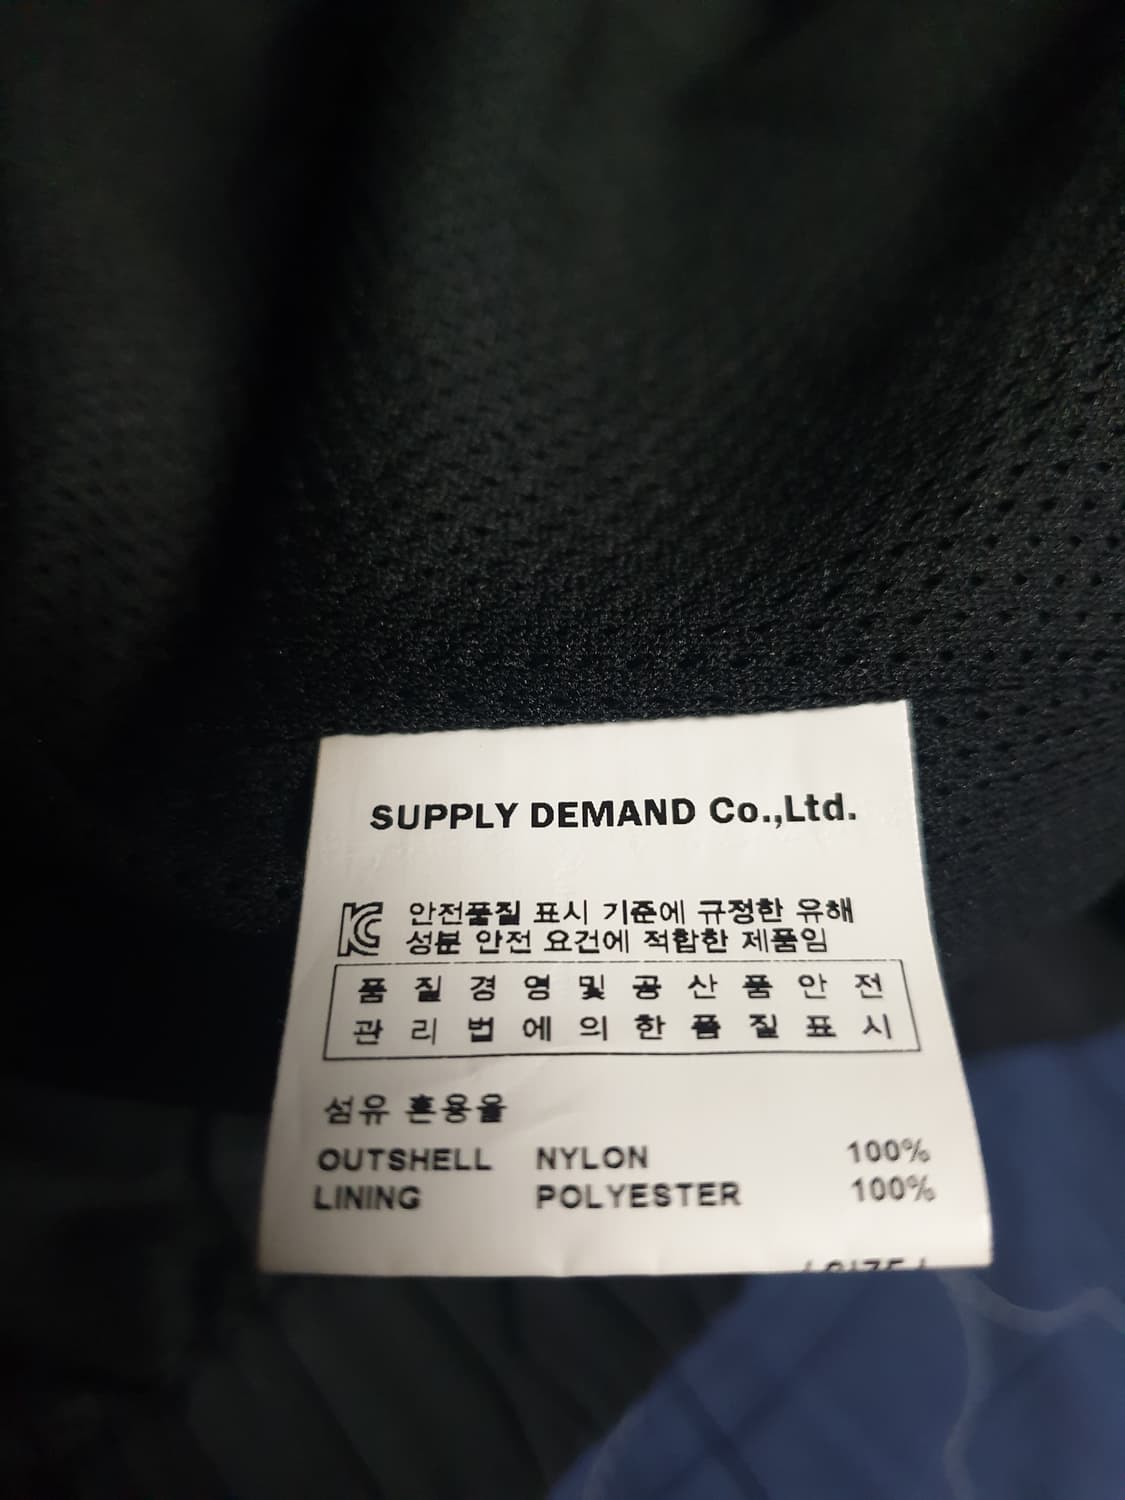 SUPPLY DEMAND Co.,Ltd.
KC 안전품질 표시 기준에 규정한 유해
성분 안전 요건에 적합한 제품임
품 질 경 영 및 공 산 품 안 전
관 리 법 에 의 한 품 질 표 시
섬유 혼용율
OUTSHELL NYLON 100%
LINING POLYESTER 100%